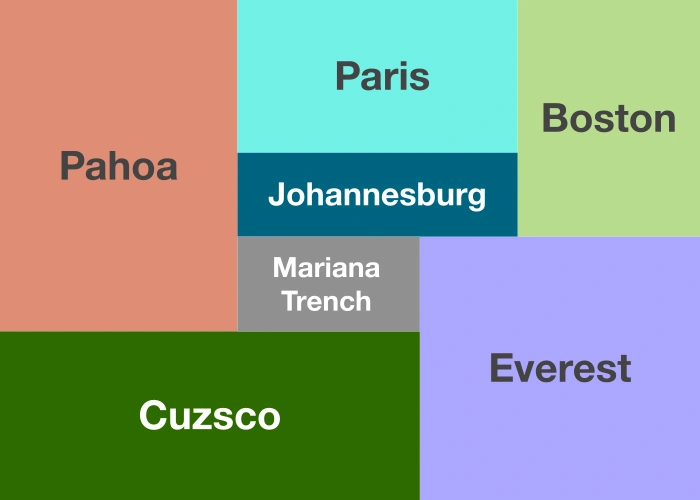 Paris
Boston
Pahoa
Johannesburg
Mariana
Trench
Everest
Cuzsco